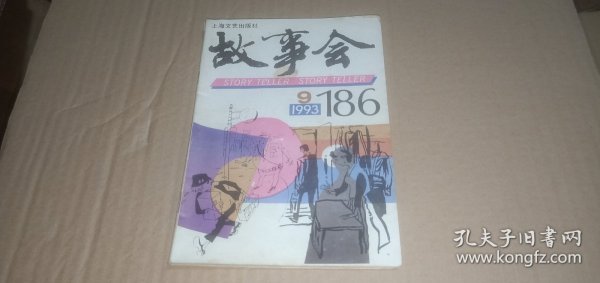 上海文艺出版社
故事会
STORY TELLER STORY TELLER
9
1993
186
孔夫子旧书网
www.kongfz.com